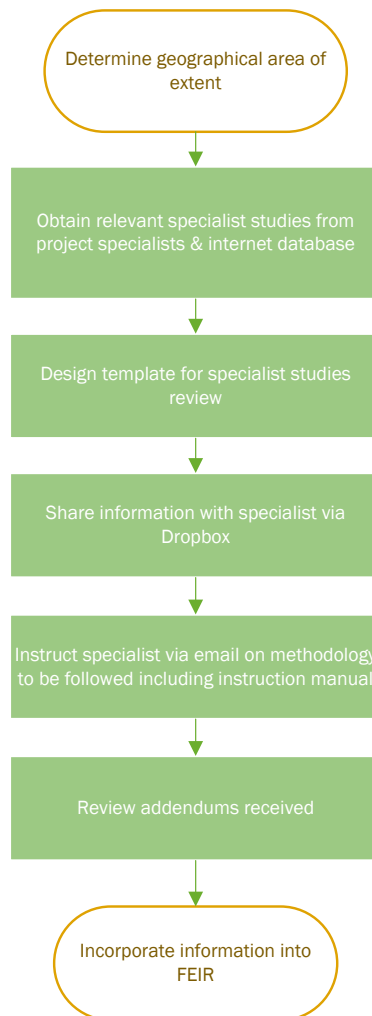 Determine geographical area of
extent
Obtain relevant specialist studies from
project specialists & internet database
Design template for specialist studies
review
Share information with specialist via
Dropbox
Instruct specialist via email on methodology
to be followed including instruction manual
Review addendums received
Incorporate information into
FEIR